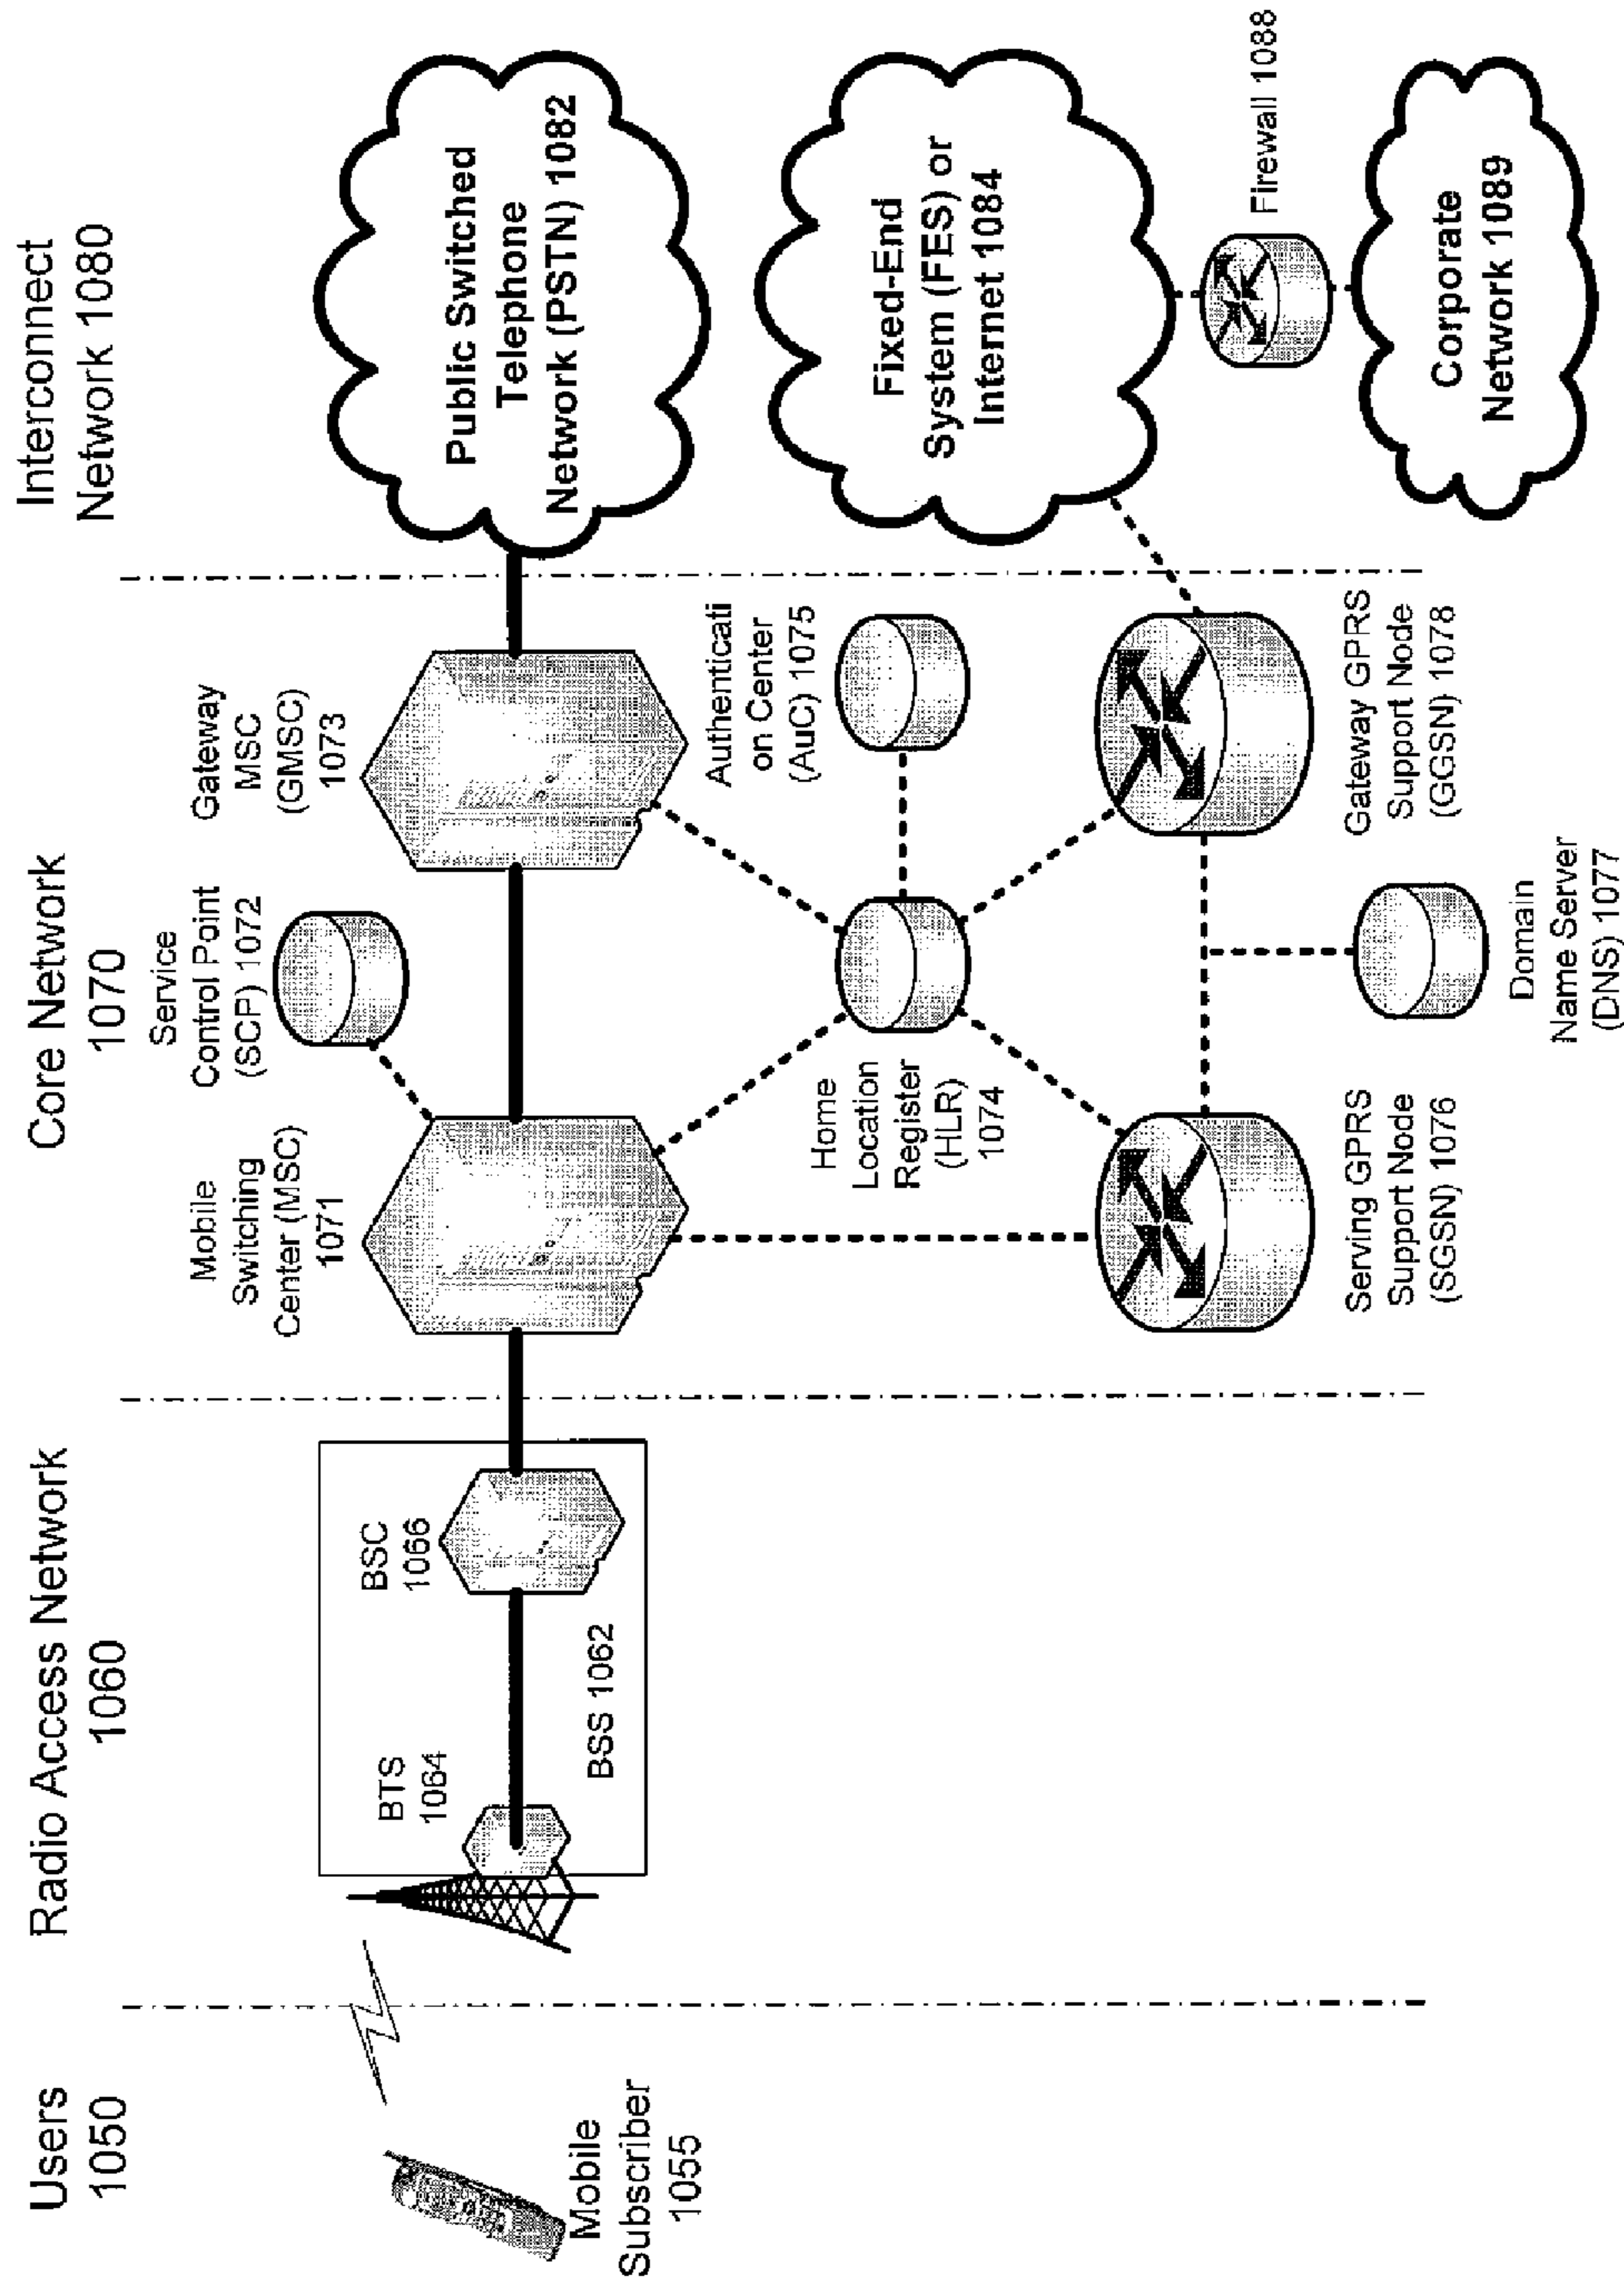 Users
1050
Radio Access Network
1060
Core Network
1070
Interconnect
Network 1080
Mobile
Subscriber
1055
BTS
1064
BSC
1066
BSS 1062
Mobile
Switching
Center (MSC)
1071
Service
Control Point
(SCP) 1072
Gateway
MSC
(GMSC)
1073
Home
Location
Register
(HLR)
1074
Authenticati
on Center
(AuC) 1075
Serving GPRS
Support Node
(SGSN) 1076
Domain
Name Server
(DNS) 1077
Gateway GPRS
Support Node
(GGSN) 1078
Public Switched
Telephone
Network (PSTN) 1082
Fixed-End
System (FES) or
Internet 1084
Firewall 1088
Corporate
Network 1089